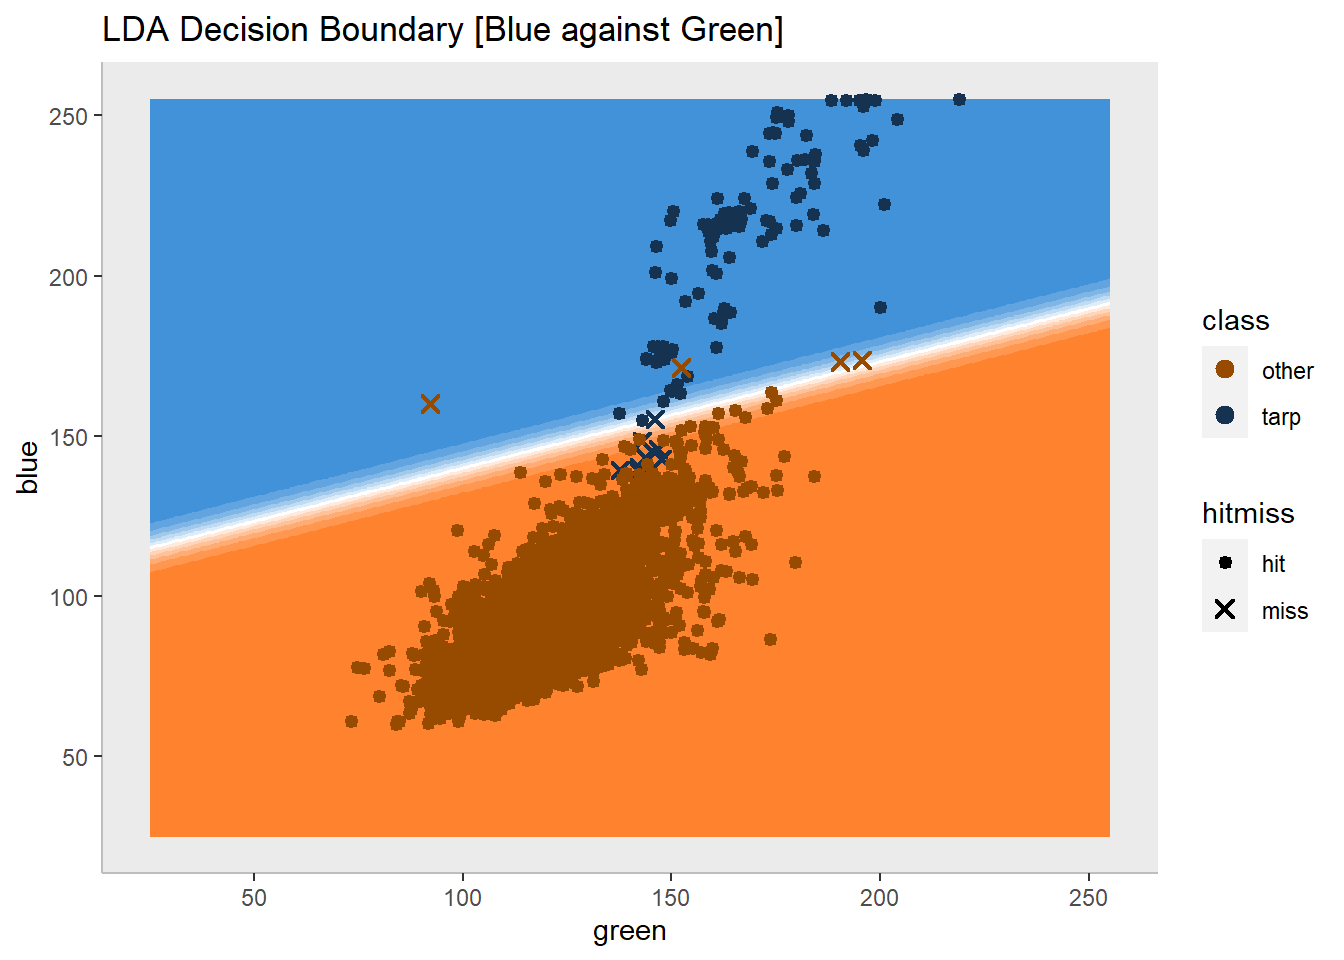 LDA Decision Boundary [Blue against Green]
250
200
150
100
50
blue
50
100
150
200
250
green
class
other
tarp
hitmiss
hit
miss